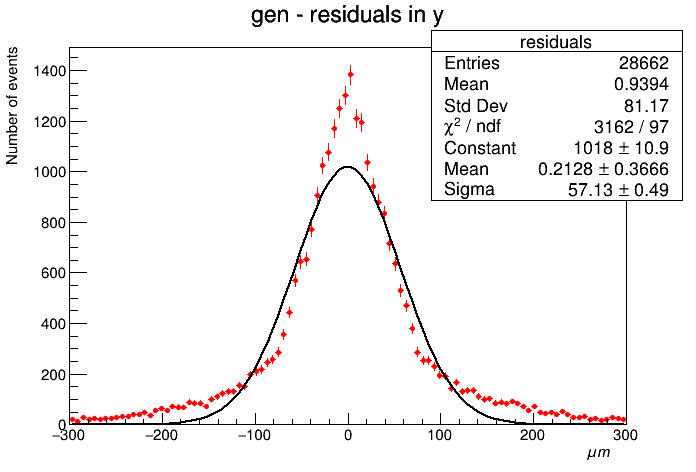 gen - residuals in y
residuals
Entries 28662
Mean 0.9394
Std Dev 81.17
χ² / ndf 3162 / 97
Constant 1018 ± 10.9
Mean 0.2128 ± 0.3666
Sigma 57.13 ± 0.49
Number of events
1400
1200
1000
800
600
400
200
0
−300 −200 −100 0 100 200 300
μm